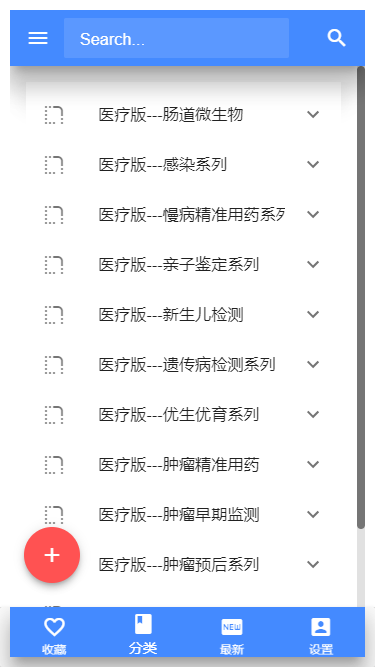 Search...
医疗版---肠道微生物
医疗版---感染系列
医疗版---慢病精准用药系列
医疗版---亲子鉴定系列
医疗版---新生儿检测
医疗版---遗传病检测系列
医疗版---优生优育系列
医疗版---肿瘤精准用药
医疗版---肿瘤早期监测
医疗版---肿瘤预后系列
NEW
收藏
分类
最新
设置